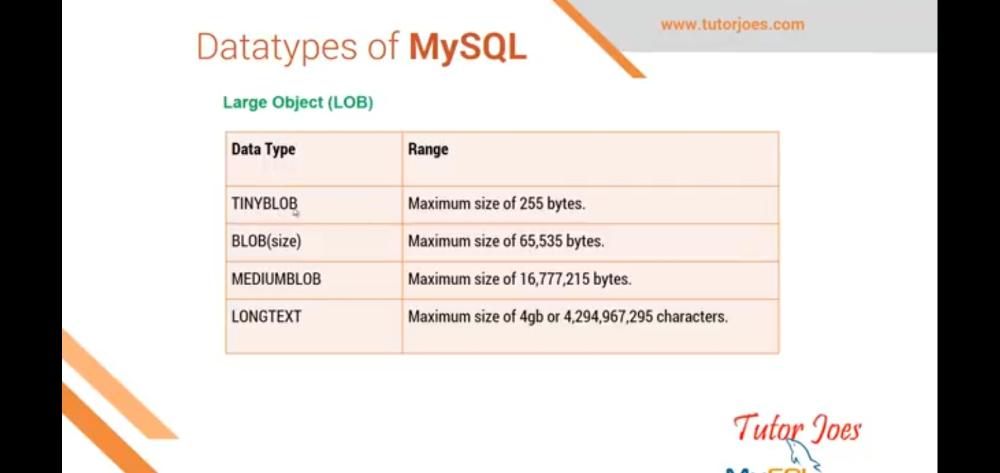 www.tutorjoes.com
Datatypes of MySQL
Large Object (LOB)
Data Type Range
TINYBLOB Maximum size of 255 bytes.
BLOB(size) Maximum size of 65,535 bytes.
MEDIUMBLOB Maximum size of 16,777,215 bytes.
LONGTEXT Maximum size of 4gb or 4,294,967,295 characters.
Tutor Joes